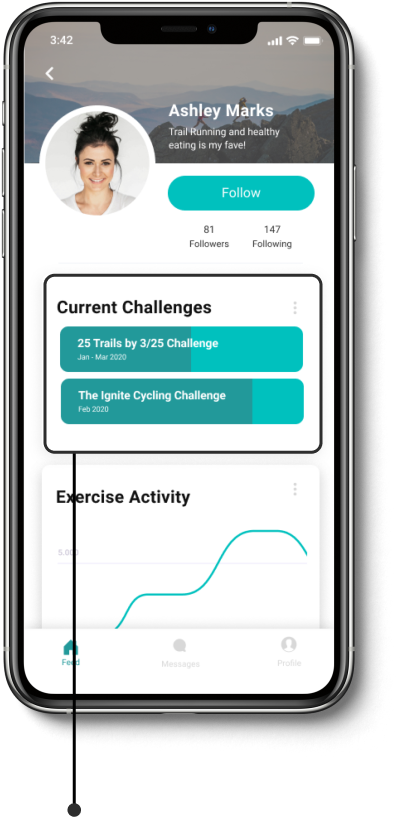 3:42
Ashley Marks
Trail Running and healthy
eating is my fave!
Follow
81
Followers
147
Following
Current Challenges
25 Trails by 3/25 Challenge
Jan - Mar 2020
The Ignite Cycling Challenge
Feb 2020
Exercise Activity
5.000
Feed
Messages
Profile